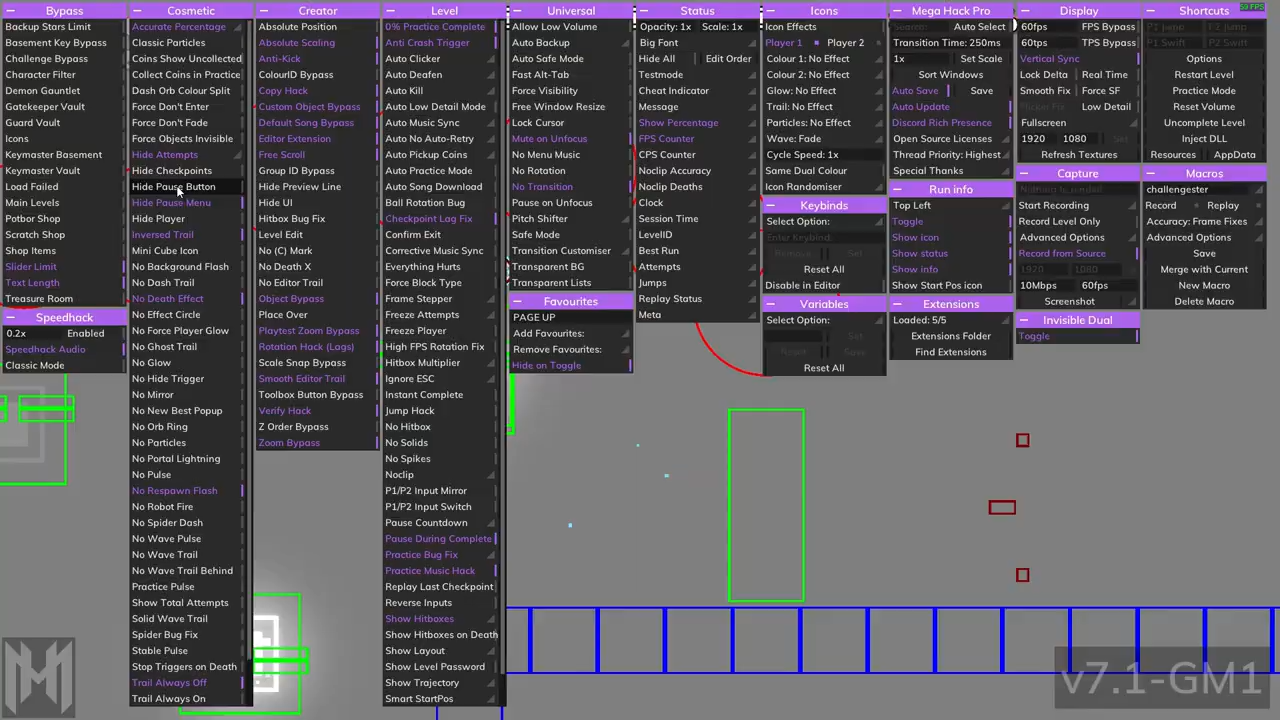 Bypass
Backup Stars Limit
Basement Key Bypass
Challenge Bypass
Character Filter
Demon Gauntlet
Gatekeeper Vault
Guard Vault
Icons
Keymaster Basement
Keymaster Vault
Load Failed
Main Levels
Potbor Shop
Scratch Shop
Shop Items
Slider Limit
Text Length
Treasure Room
Speedhack
0.2x Enabled
Speedhack Audio
Classic Mode
Cosmetic
Accurate Percentage
Classic Particles
Coins Show Uncollected
Collect Coins in Practice
Dash Orb Colour Split
Force Don't Enter
Force Don't Fade
Force Objects Invisible
Hide Attempts
Hide Checkpoints
Hide Pause Button
Hide Pause Menu
Hide Player
Inversed Trail
Mini Cube Icon
No Background Flash
No Dash Trail
No Death Effect
No Effect Circle
No Force Player Glow
No Ghost Trail
No Glow
No Hide Trigger
No Mirror
No New Best Popup
No Orb Ring
No Particles
No Portal Lightning
No Pulse
No Respawn Flash
No Robot Fire
No Spider Dash
No Wave Pulse
No Wave Trail
No Wave Trail Behind
Practice Pulse
Show Total Attempts
Solid Wave Trail
Spider Bug Fix
Stable Pulse
Stop Triggers on Death
Trail Always Off
Trail Always On
Creator
Absolute Position
Absolute Scaling
Anti-Kick
ColourID Bypass
Copy Hack
Custom Object Bypass
Default Song Bypass
Editor Extension
Free Scroll
Group ID Bypass
Hide Preview Line
Hide UI
Hitbox Bug Fix
Level Edit
No (C) Mark
No Death X
No Editor Trail
Object Bypass
Place Over
Playtest Zoom Bypass
Rotation Hack (Lags)
Scale Snap Bypass
Smooth Editor Trail
Toolbox Button Bypass
Verify Hack
Z Order Bypass
Zoom Bypass
Level
0% Practice Complete
Anti Crash Trigger
Auto Clicker
Auto Deafen
Auto Kill
Auto Low Detail Mode
Auto Music Sync
Auto No Auto-Retry
Auto Pickup Coins
Auto Practice Mode
Auto Song Download
Ball Rotation Bug
Checkpoint Lag Fix
Confirm Exit
Corrective Music Sync
Everything Hurts
Force Block Type
Frame Stepper
Freeze Attempts
Freeze Player
High FPS Rotation Fix
Hitbox Multiplier
Ignore ESC
Instant Complete
Jump Hack
No Hitbox
No Solids
No Spikes
Noclip
P1/P2 Input Mirror
P1/P2 Input Switch
Pause Countdown
Pause During Complete
Practice Bug Fix
Practice Music Hack
Replay Last Checkpoint
Reverse Inputs
Show Hitboxes
Show Hitboxes on Death
Show Layout
Show Level Password
Show Trajectory
Smart StartPos
Universal
Allow Low Volume
Auto Backup
Auto Safe Mode
Fast Alt-Tab
Force Visibility
Free Window Resize
Lock Cursor
Mute on Unfocus
No Menu Music
No Rotation
No Transition
Pause on Unfocus
Pitch Shifter
Safe Mode
Transition Customiser
Transparent BG
Transparent Lists
Favourites
PAGE UP
Add Favourites:
Remove Favourites:
Hide on Toggle
Status
Opacity: 1x Scale: 1x
Big Font
Hide All Edit Order
Testmode
Cheat Indicator
Message
Show Percentage
FPS Counter
CPS Counter
Noclip Accuracy
Noclip Deaths
Clock
Session Time
LevelID
Best Run
Attempts
Jumps
Replay Status
Meta
Icons
Icon Effects
Player 1 Player 2
Colour 1: No Effect
Colour 2: No Effect
Glow: No Effect
Trail: No Effect
Particles: No Effect
Wave: Fade
Cycle Speed: 1x
Same Dual Colour
Icon Randomiser
Keybinds
Select Option:
Enter Keybind:
Remove Set
Reset All
Disable in Editor
Variables
Select Option:
Set
Reset Save
Reset All
Mega Hack Pro
Search: Auto Select
Transition Time: 250ms
1x Set Scale
Sort Windows
Auto Save Save
Auto Update
Discord Rich Presence
Open Source Licenses
Thread Priority: Highest
Run info
Top Left
Toggle
Show icon
Show status
Show info
Show Start Pos icon
Extensions
Loaded: 5/5
Extensions Folder
Find Extensions
Display
60fps FPS Bypass
60tps TPS Bypass
Vertical Sync
Lock Delta Real Time
Smooth Fix Force SF
Picker Fix Low Detail
Fullscreen
1920 1080 Set
Refresh Textures
Capture
Start Recording
Record Level Only
Advanced Options
Record from Source
1920 1080
10Mbps 60fps
Screenshot
Invisible Dual
Toggle
Shortcuts
P1 Jump P2 Jump
P1 Swift P2 Swift
Options
Restart Level
Practice Mode
Reset Volume
Uncomplete Level
Inject DLL
Resources AppData
Macros
challengester
Record Replay
Accuracy: Frame Fixes
Advanced Options
Save
Merge with Current
New Macro
Delete Macro
v7.1-GM1